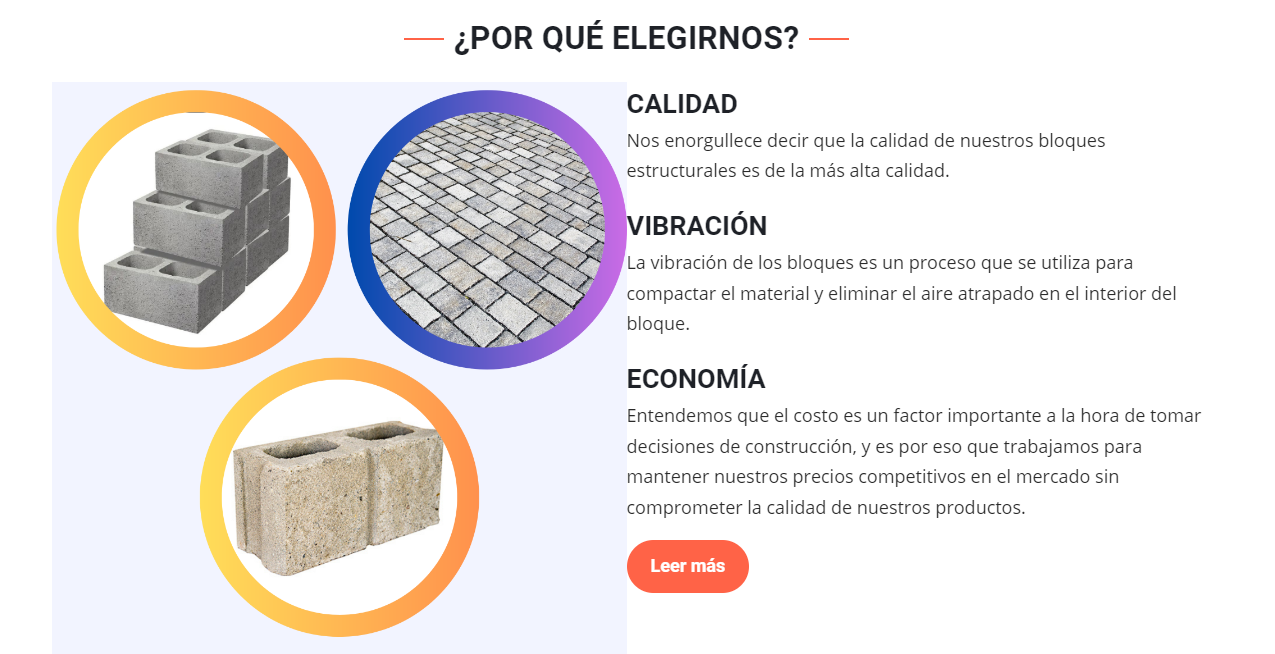 ¿POR QUÉ ELEGIRNOS?
CALIDAD
Nos enorgullece decir que la calidad de nuestros bloques
estructurales es de la más alta calidad.
VIBRACIÓN
La vibración de los bloques es un proceso que se utiliza para
compactar el material y eliminar el aire atrapado en el interior del
bloque.
ECONOMÍA
Entendemos que el costo es un factor importante a la hora de tomar
decisiones de construcción, y es por eso que trabajamos para
mantener nuestros precios competitivos en el mercado sin
comprometer la calidad de nuestros productos.
Leer más